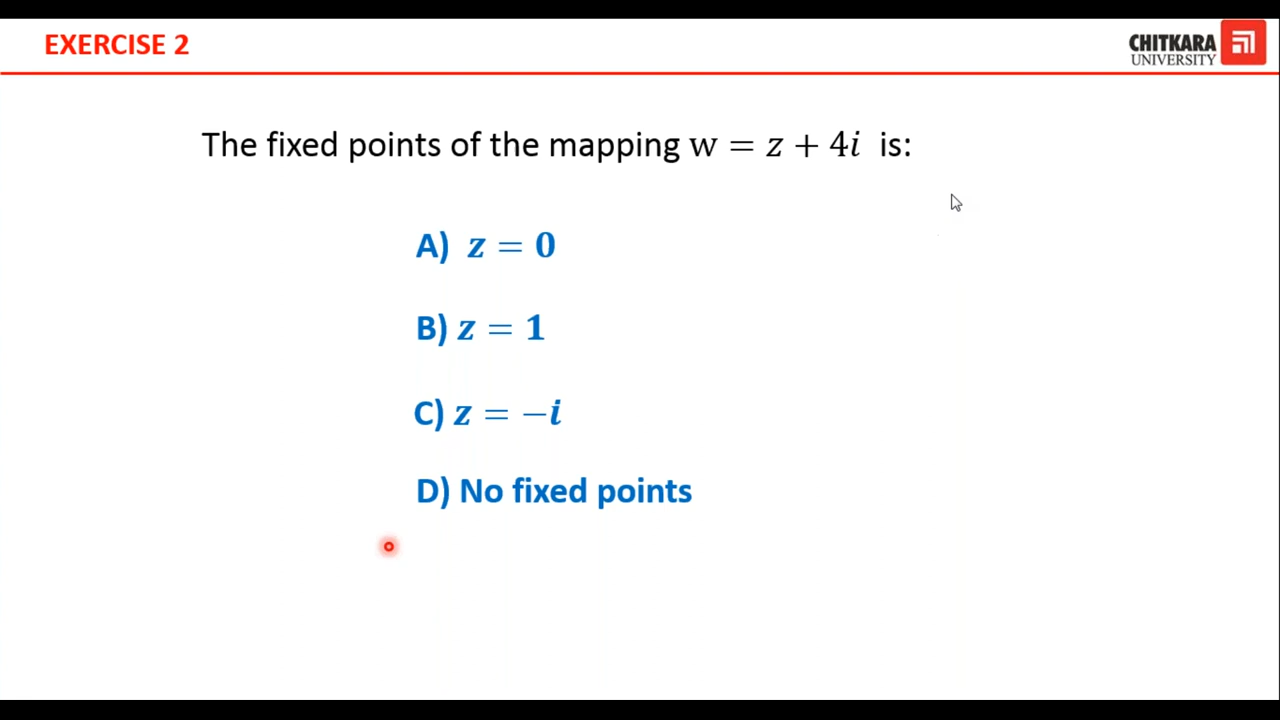 EXERCISE 2
CHITKARA
UNIVERSITY
The fixed points of the mapping w = z + 4i is:
A) z = 0
B) z = 1
C) z = −i
D) No fixed points